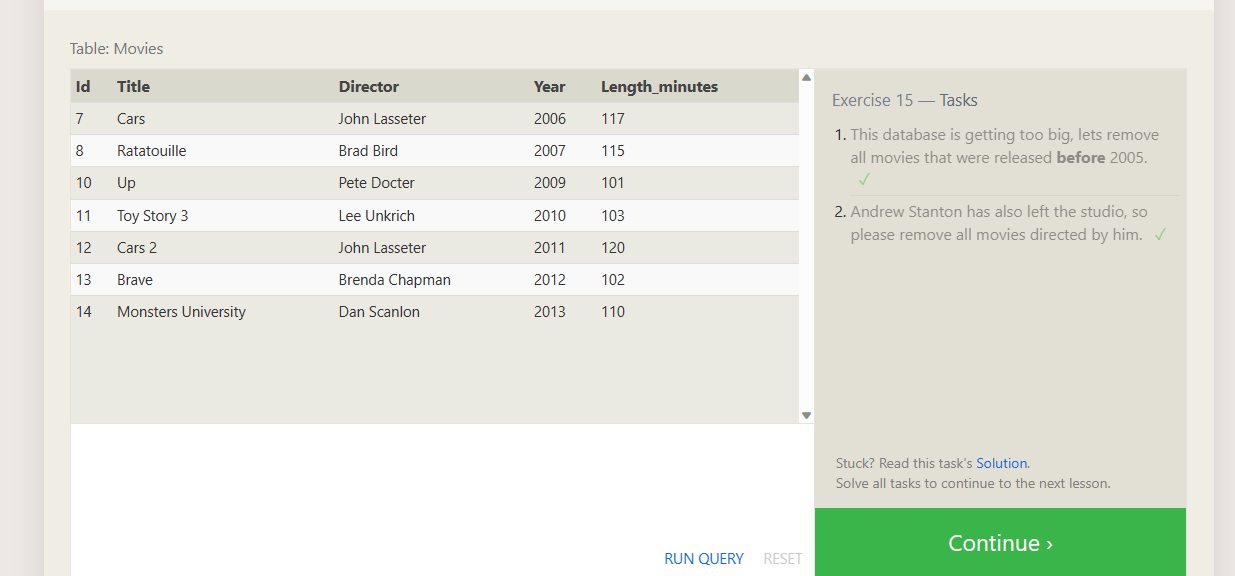 Table: Movies
Id Title Director Year Length_minutes
7 Cars John Lasseter 2006 117
8 Ratatouille Brad Bird 2007 115
10 Up Pete Docter 2009 101
11 Toy Story 3 Lee Unkrich 2010 103
12 Cars 2 John Lasseter 2011 120
13 Brave Brenda Chapman 2012 102
14 Monsters University Dan Scanlon 2013 110
RUN QUERY RESET
Exercise 15 — Tasks
1. This database is getting too big, lets remove
all movies that were released before 2005.
✓
2. Andrew Stanton has also left the studio, so
please remove all movies directed by him. ✓
Stuck? Read this task's Solution.
Solve all tasks to continue to the next lesson.
Continue ›